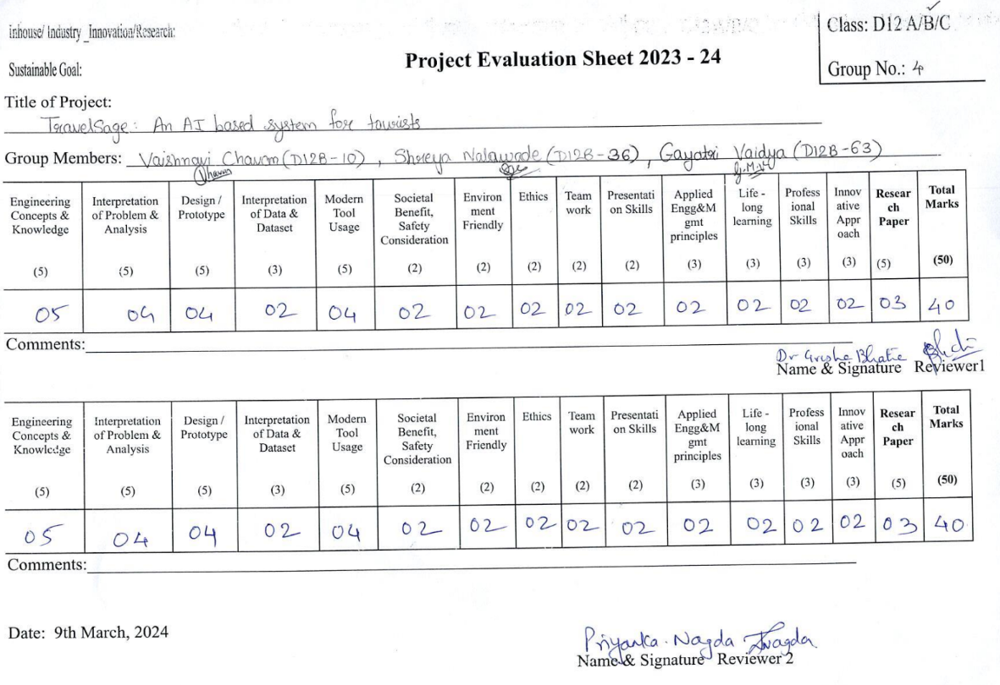 inhouse/ Industry_Innovation/Research:
Class: D12 A/B/C
Sustainable Goal:
Project Evaluation Sheet 2023 - 24
Group No.: 4
Title of Project:
TravelSage: An AI based system for tourists
Group Members: Vaishnavi Chavan (D12B-10), Shreya Nalawade (D12B-36), Gayatri Vaidya (D12B-63)
Engineering Concepts & Knowledge (5) Interpretation of Problem & Analysis (5) Design / Prototype (5) Interpretation of Data & Dataset (3) Modern Tool Usage (5) Societal Benefit, Safety Consideration (2) Environ ment Friendly (2) Ethics (2) Team work (2) Presentati on Skills (2) Applied Engg&M gmt principles (3) Life - long learning (3) Profess ional Skills (3) Innov ative Appr oach (3) Resear ch Paper (5) Total Marks (50)
05 04 04 02 04 02 02 02 02 02 02 02 02 02 03 40
Comments:
Dr Bhatia
Name & Signature Reviewer1
Engineering Concepts & Knowledge (5) Interpretation of Problem & Analysis (5) Design / Prototype (5) Interpretation of Data & Dataset (3) Modern Tool Usage (5) Societal Benefit, Safety Consideration (2) Environ ment Friendly (2) Ethics (2) Team work (2) Presentati on Skills (2) Applied Engg&M gmt principles (3) Life - long learning (3) Profess ional Skills (3) Innov ative Appr oach (3) Resear ch Paper (5) Total Marks (50)
05 04 04 02 04 02 02 02 02 02 02 02 02 02 03 40
Comments:
Date: 9th March, 2024
Priyanka. Nagda
Name & Signature Reviewer 2